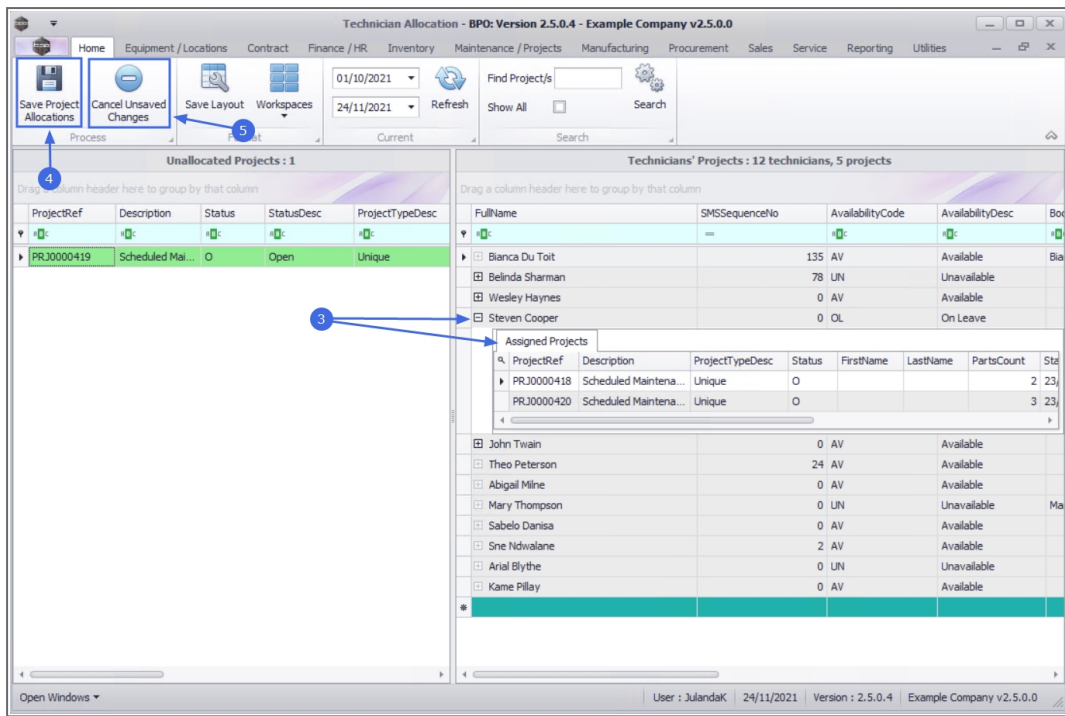 Technician Allocation - BPO: Version 2.5.0.4 - Example Company v2.5.0.0
Home Equipment / Locations Contract Finance / HR Inventory Maintenance / Projects Manufacturing Procurement Sales Service Reporting Utilities
Save Project Allocations
Cancel Unsaved Changes
Save Layout
Workspaces
01/10/2021
24/11/2021
Refresh
Find Project/s
Show All
Search
Process
Current
Search
4
5
Unallocated Projects : 1
Drag a column header here to group by that column
ProjectRef Description Status StatusDesc ProjectTypeDesc
PRJ0000419 Scheduled Mai... O Open Unique
Technicians' Projects : 12 technicians, 5 projects
Drag a column header here to group by that column
FullName SMSSequenceNo AvailabilityCode AvailabilityDesc Boo
=
Bianca Du Toit 135 AV Available Bia
Belinda Sharman 78 UN Unavailable
Wesley Haynes 0 AV Available
3
Steven Cooper 0 OL On Leave
Assigned Projects
ProjectRef Description ProjectTypeDesc Status FirstName LastName PartsCount Sta
PRJ0000418 Scheduled Maintena... Unique O 2 23/
PRJ0000420 Scheduled Maintena... Unique O 3 23/
John Twain 0 AV Available
Theo Peterson 24 AV Available
Abigail Milne 0 AV Available
Mary Thompson 0 UN Unavailable Ma
Sabelo Danisa 0 AV Available
Sne Ndwalane 2 AV Available
Arial Blythe 0 UN Unavailable
Kame Pillay 0 AV Available
Open Windows
User : JulandaK 24/11/2021 Version : 2.5.0.4 Example Company v2.5.0.0